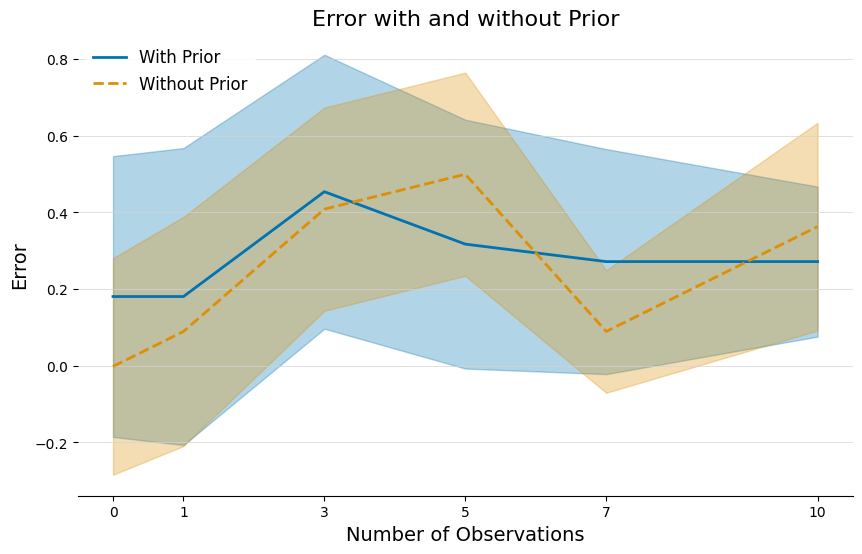 Error with and without Prior
With Prior
Without Prior
0.8
0.6
0.4
0.2
0.0
−0.2
Error
0 1 3 5 7 10
Number of Observations